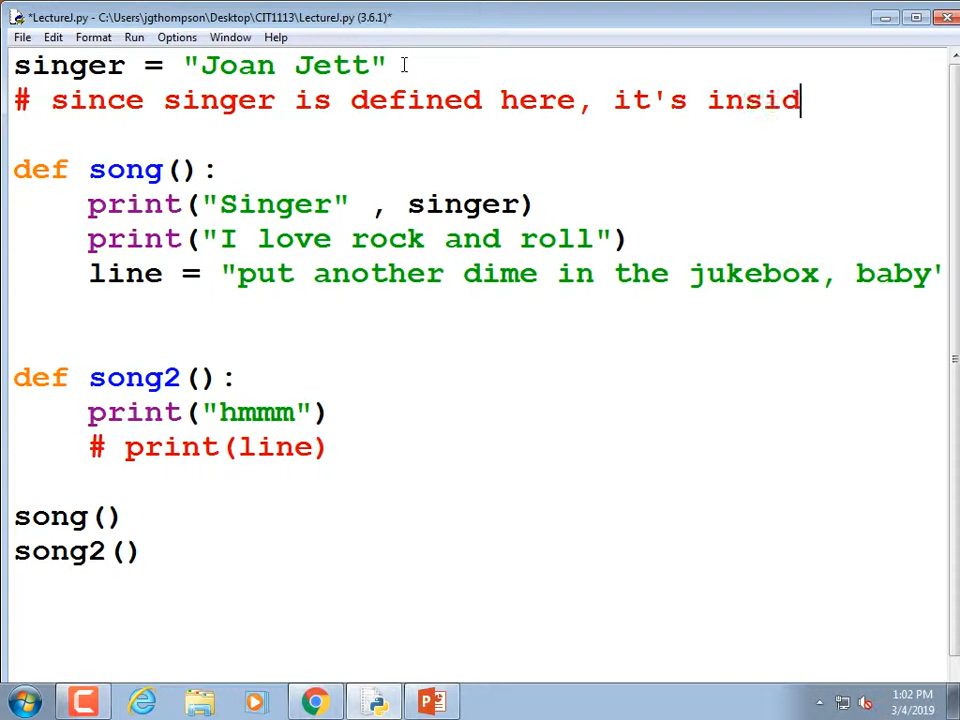 *LectureJ.py - C:\Users\jgthompson\Desktop\CIT1113\LectureJ.py (3.6.1)*
File Edit Format Run Options Window Help
singer = "Joan Jett"
# since singer is defined here, it's insid
def song():
    print("Singer" , singer)
    print("I love rock and roll")
    line = "put another dime in the jukebox, baby"
def song2():
    print("hmmm")
    # print(line)
song()
song2()
1:02 PM
3/4/2019